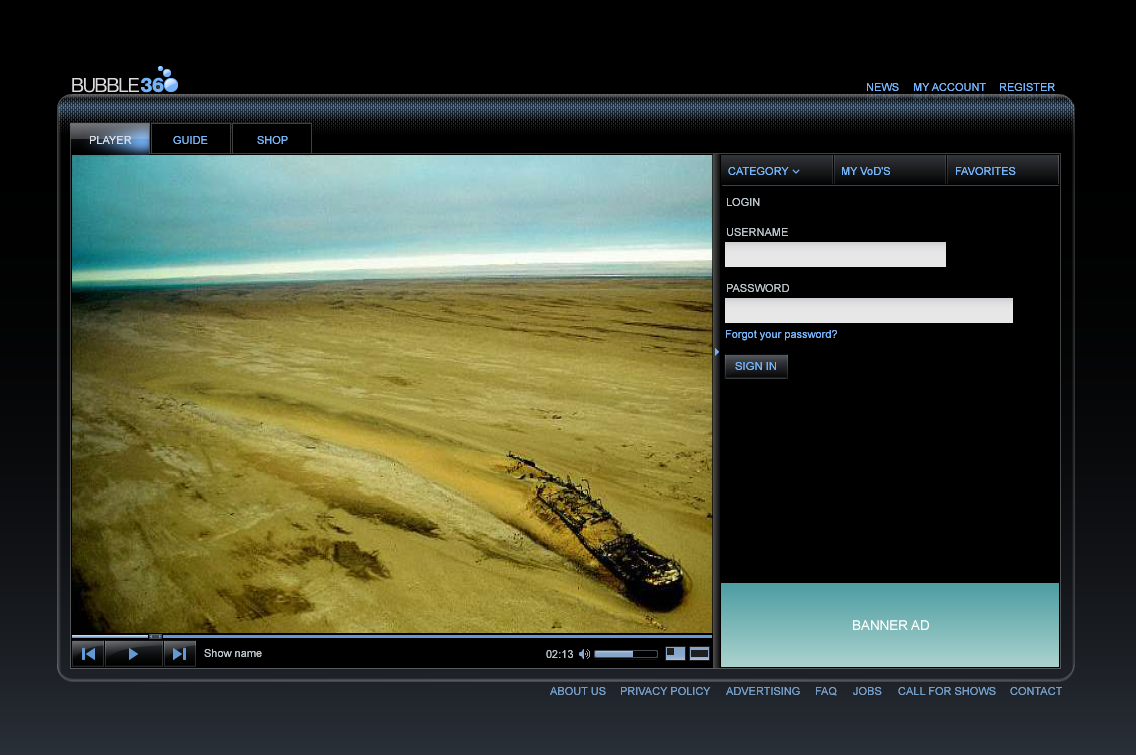 BUBBLE360
NEWS MY ACCOUNT REGISTER
PLAYER GUIDE SHOP
CATEGORY MY VoD'S FAVORITES
LOGIN
USERNAME
PASSWORD
Forgot your password?
SIGN IN
BANNER AD
Show name 02:13
ABOUT US PRIVACY POLICY ADVERTISING FAQ JOBS CALL FOR SHOWS CONTACT